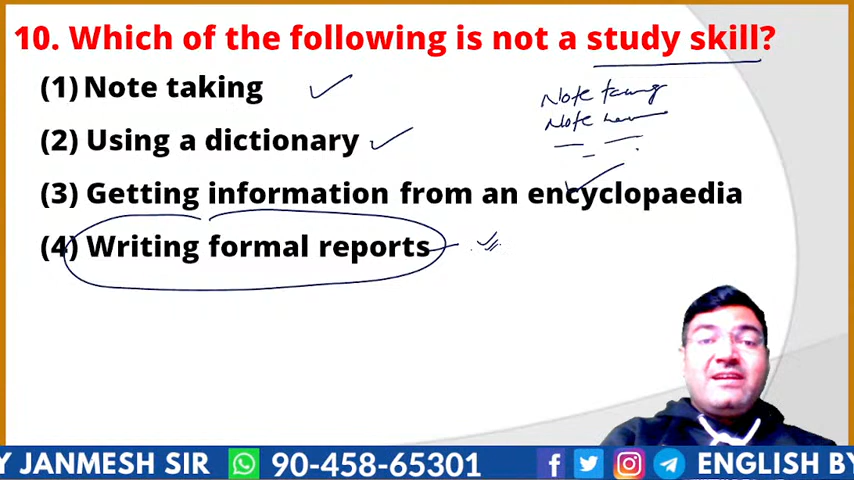 10. Which of the following is not a study skill?
(1) Note taking
(2) Using a dictionary
(3) Getting information from an encyclopaedia
(4) Writing formal reports
Note
Note
Y JANMESH SIR 90-458-65301 ENGLISH BY